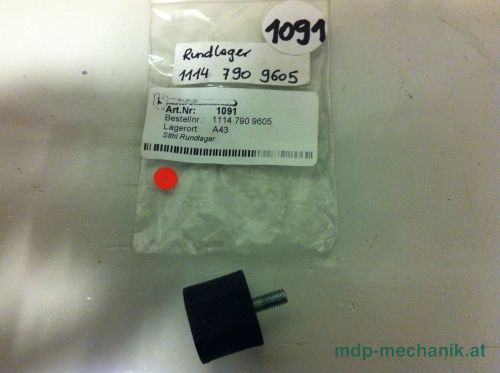 1091
Rundlager
1114 790 9605
Art.Nr: 1091
Bestellnr.: 1114 790 9605
Lagerort: A43
Stihl Rundlager
mdp-mechanik.at